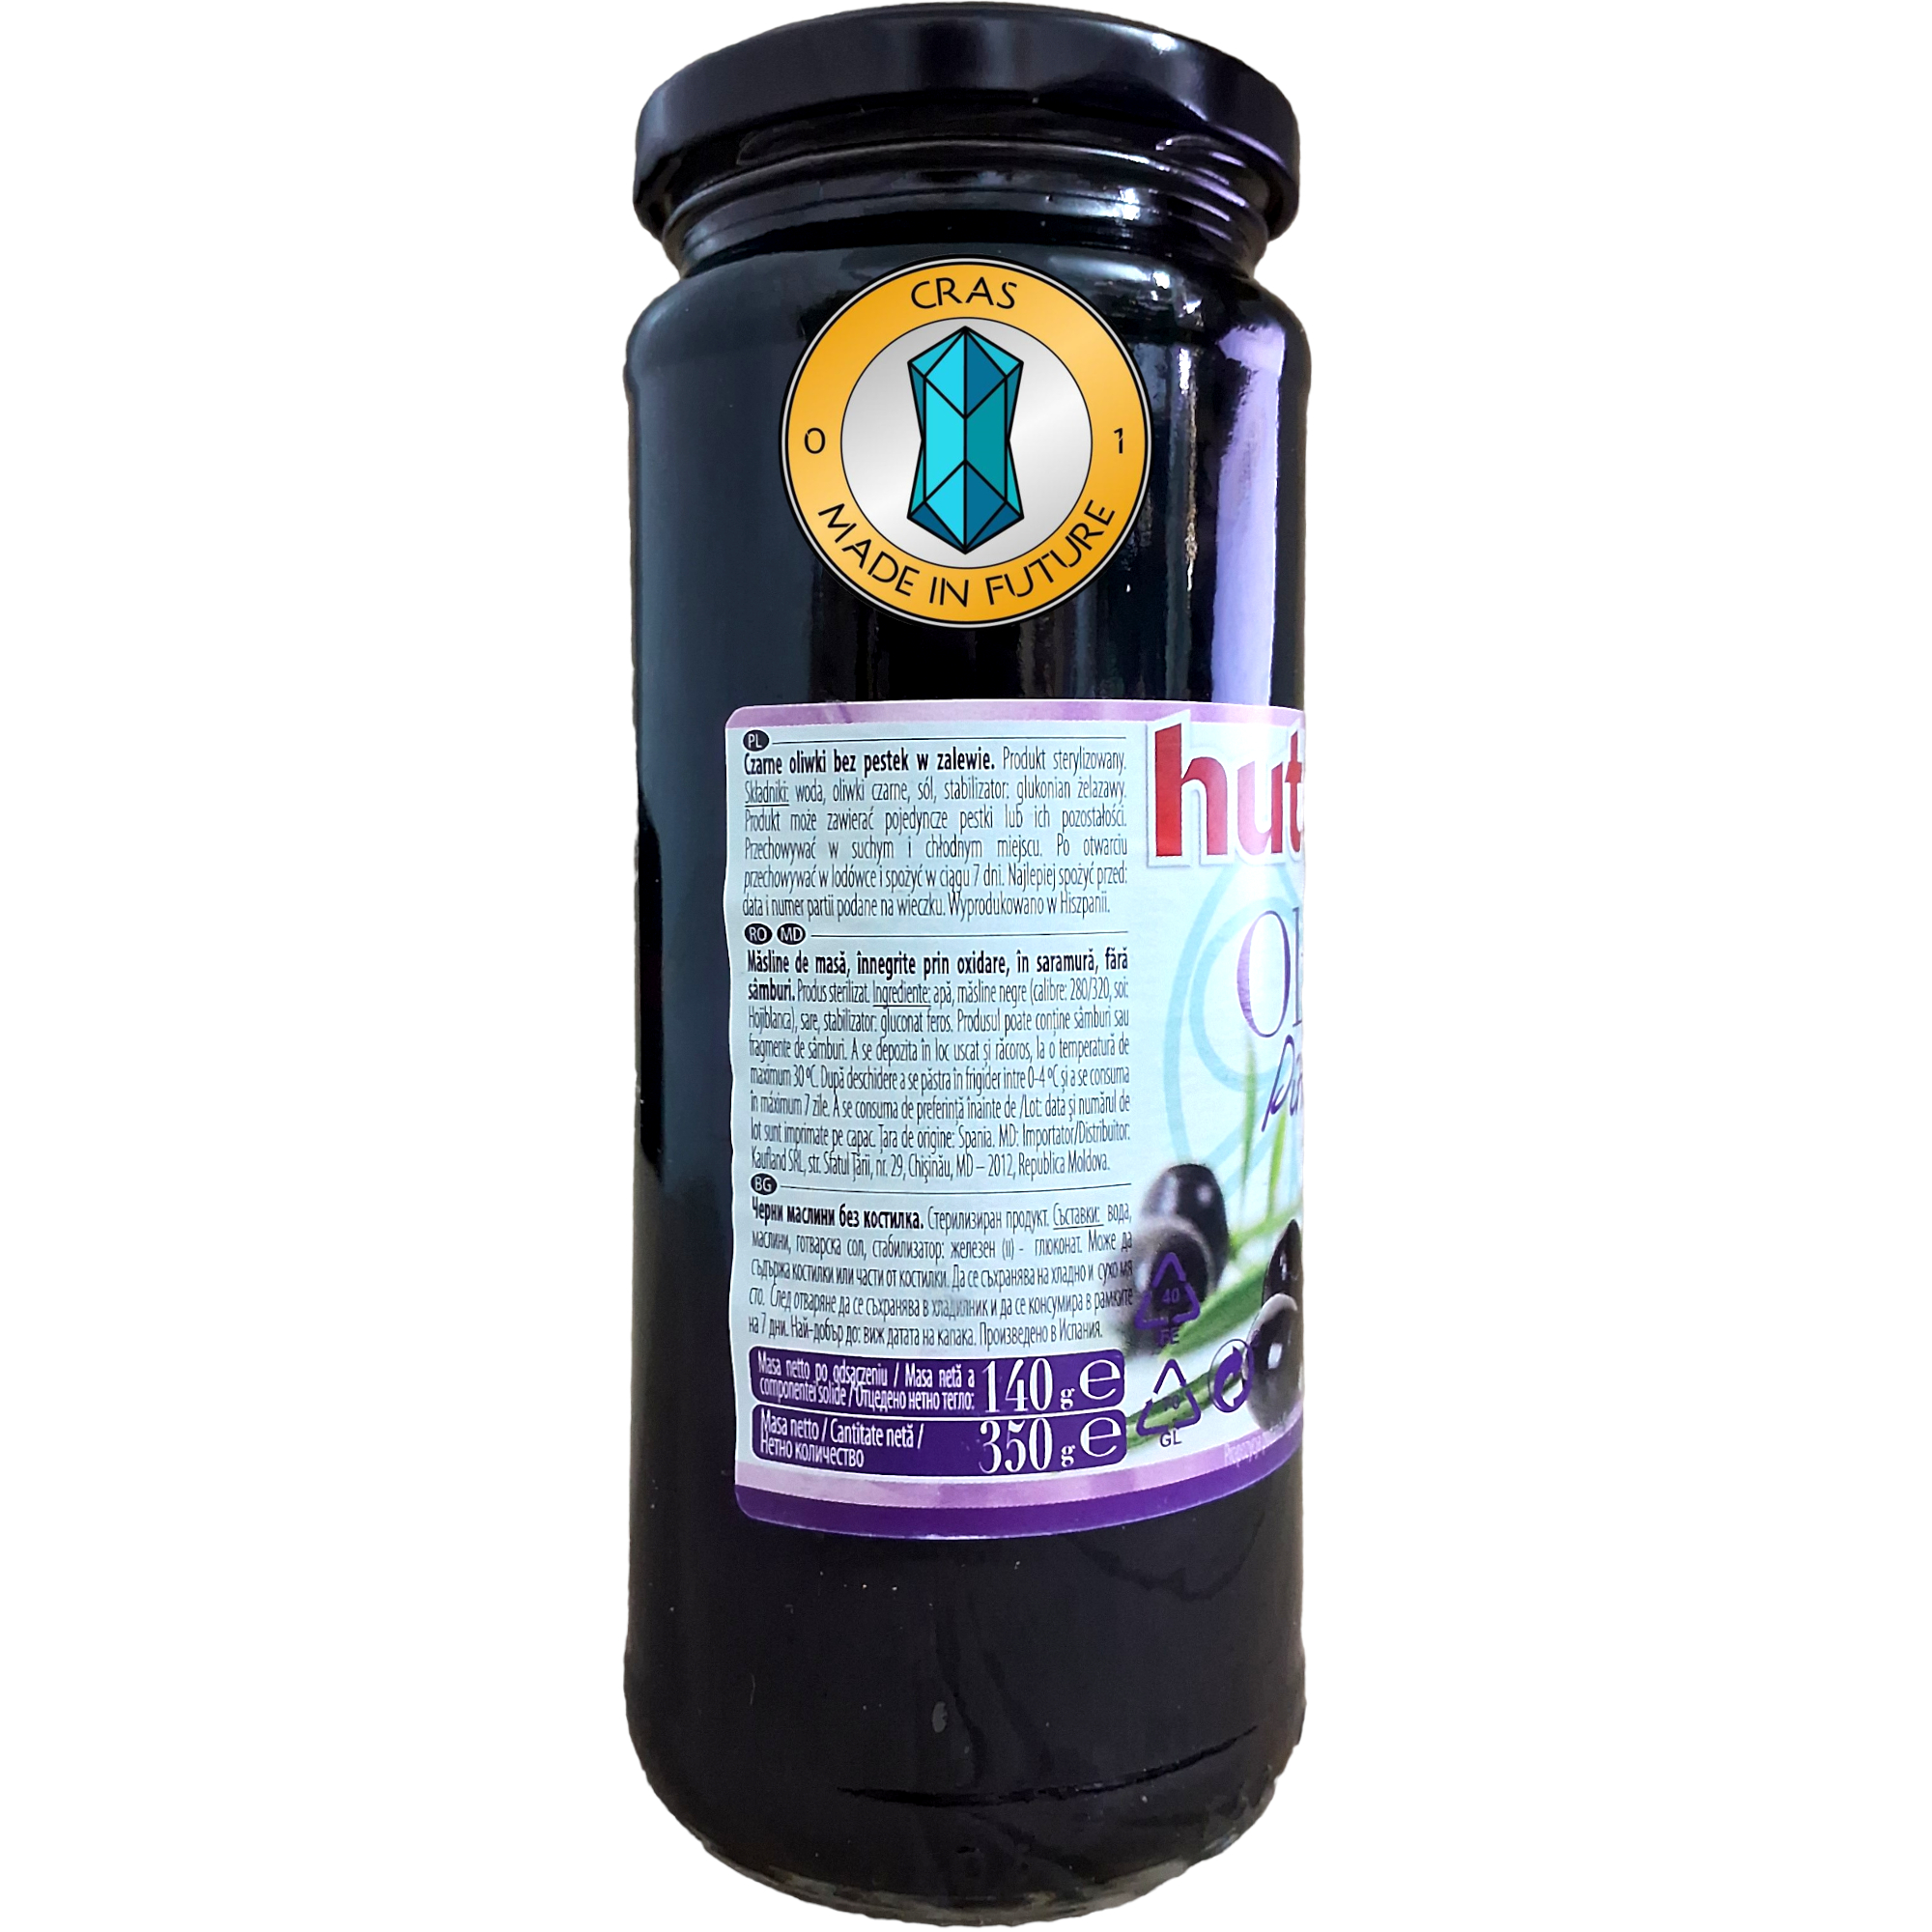 CRAS
0 1
MADE IN FUTURE
PL
Czarne oliwki bez pestek w zalewie. Produkt sterylizowany.
Składniki: woda, oliwki czarne, sól, stabilizator: glukonian żelazawy.
Produkt może zawierać pojedyncze pestki lub ich pozostałości.
Przechowywać w suchym i chłodnym miejscu. Po otwarciu
przechowywać w lodówce i spożyć w ciągu 7 dni. Najlepiej spożyć przed:
data i numer partii podane na wieczku. Wyprodukowano w Hiszpanii.
RO MD
Măsline de masă, înnegrite prin oxidare, în saramură, fără
sâmburi. Produs sterilizat. Ingrediente: apă, măsline negre (calibre: 280/320, soi:
Hojiblanca), sare, stabilizator: gluconat feros. Produsul poate conține sâmburi sau
fragmente de sâmburi. A se depozita în loc uscat și răcoros, la o temperatură de
maximum 30 °C. După deschidere a se păstra în frigider intre 0-4 °C și a se consuma
în máximum 7 zile. A se consuma de preferință înainte de /Lot: data și numărul de
lot sunt imprimate pe capac. Țara de origine: Spania. MD: Importator/Distribuitor:
Kaufland SRL, str. Sfatul Țării, nr. 29, Chișinău, MD – 2012, Republica Moldova.
BG
Черни маслини без костилка. Стерилизиран продукт. Съставки: вода,
маслини, готварска сол, стабилизатор: железен (II) - глюконат. Може да
съдържа костилки или части от костилки. Да се съхранява на хладно и сухо мя
сто. След отваряне да се съхранява в хладилник и да се консумира в рамките
на 7 дни. Най-добър до: виж датата на капака. Произведено в Испания.
Masa netto po odsączeniu / Masa netă a
componentei solide / Отцедено нетно тегло: 140 g e
Masa netto / Cantitate netă /
Нетно количество 350 g e
hut
Ol
40
FE
70
GL